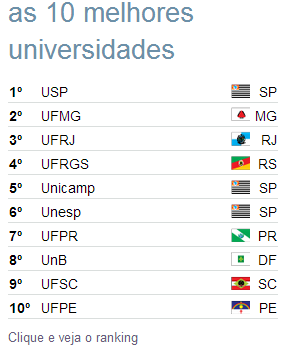 as 10 melhores
universidades
1º USP SP
2º UFMG MG
3º UFRJ RJ
4º UFRGS RS
5º Unicamp SP
6º Unesp SP
7º UFPR PR
8º UnB DF
9º UFSC SC
10º UFPE PE
Clique e veja o ranking